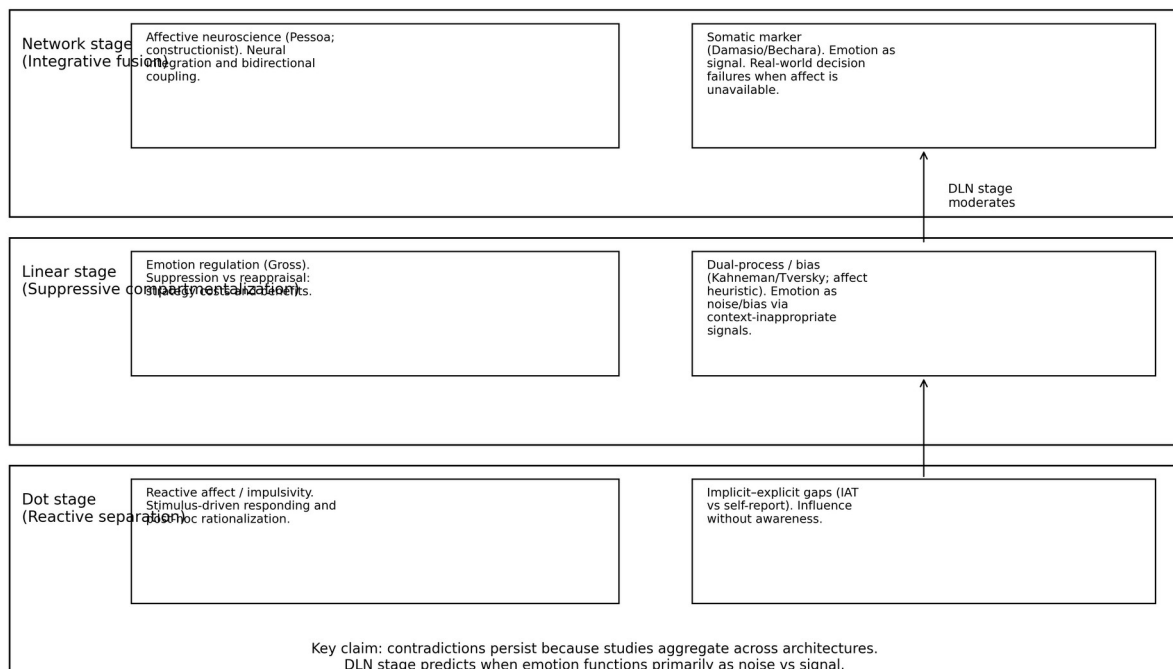 Network stage
(Integrative fusion)
Affective neuroscience (Pessoa;
constructionist). Neural
integration and bidirectional
coupling.
Somatic marker
(Damasio/Bechara). Emotion as
signal. Real-world decision
failures when affect is
unavailable.
DLN stage
moderates
Linear stage
(Suppressive compartmentalization)
Emotion regulation (Gross).
Suppression vs reappraisal:
strategy costs and benefits.
Dual-process / bias
(Kahneman/Tversky; affect
heuristic). Emotion as
noise/bias via
context-inappropriate
signals.
Dot stage
(Reactive separation)
Reactive affect / impulsivity.
Stimulus-driven responding and
post-hoc rationalization.
Implicit–explicit gaps (IAT
vs self-report). Influence
without awareness.
Key claim: contradictions persist because studies aggregate across architectures.
DLN stage predicts when emotion functions primarily as noise vs signal.